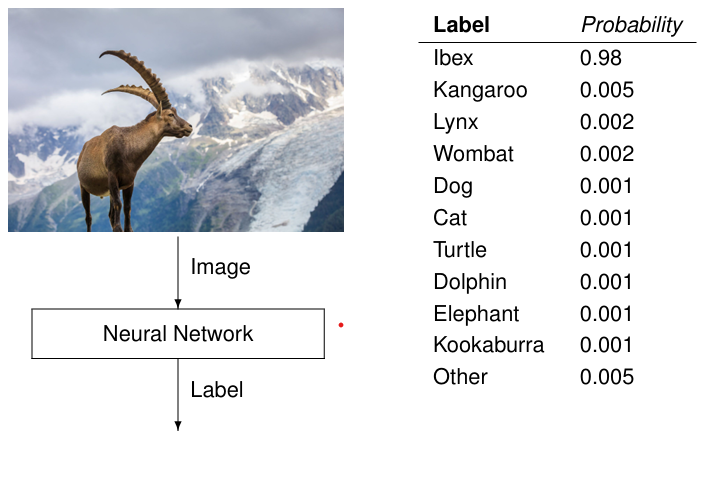 Image
Neural Network
Label
Label Probability
Ibex 0.98
Kangaroo 0.005
Lynx 0.002
Wombat 0.002
Dog 0.001
Cat 0.001
Turtle 0.001
Dolphin 0.001
Elephant 0.001
Kookaburra 0.001
Other 0.005